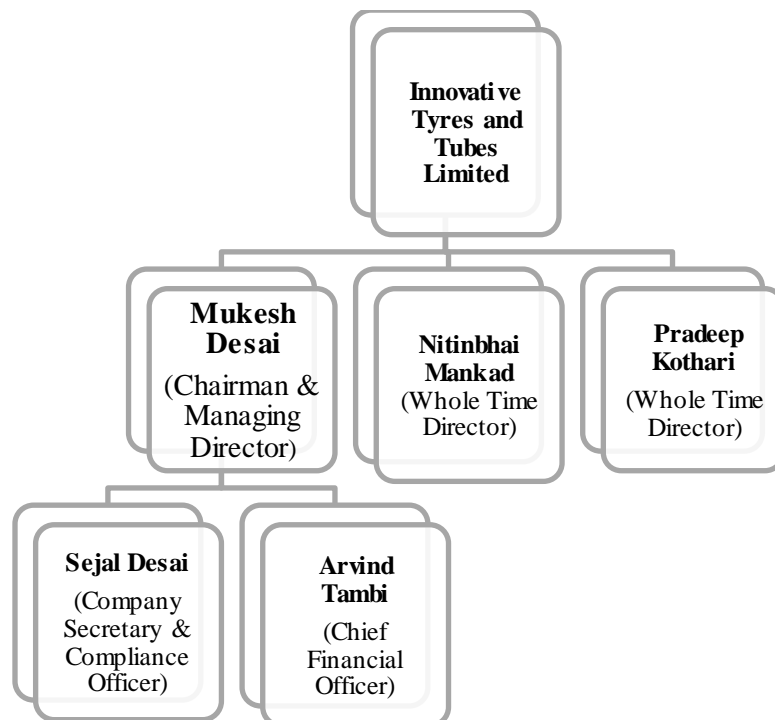 Innovative
Tyres and
Tubes
Limited
Mukesh
Desai
(Chairman &
Managing
Director)
Nitinbhai
Mankad
(Whole Time
Director)
Pradeep
Kothari
(Whole Time
Director)
Sejal Desai
(Company
Secretary &
Compliance
Officer)
Arvind
Tambi
(Chief
Financial
Officer)